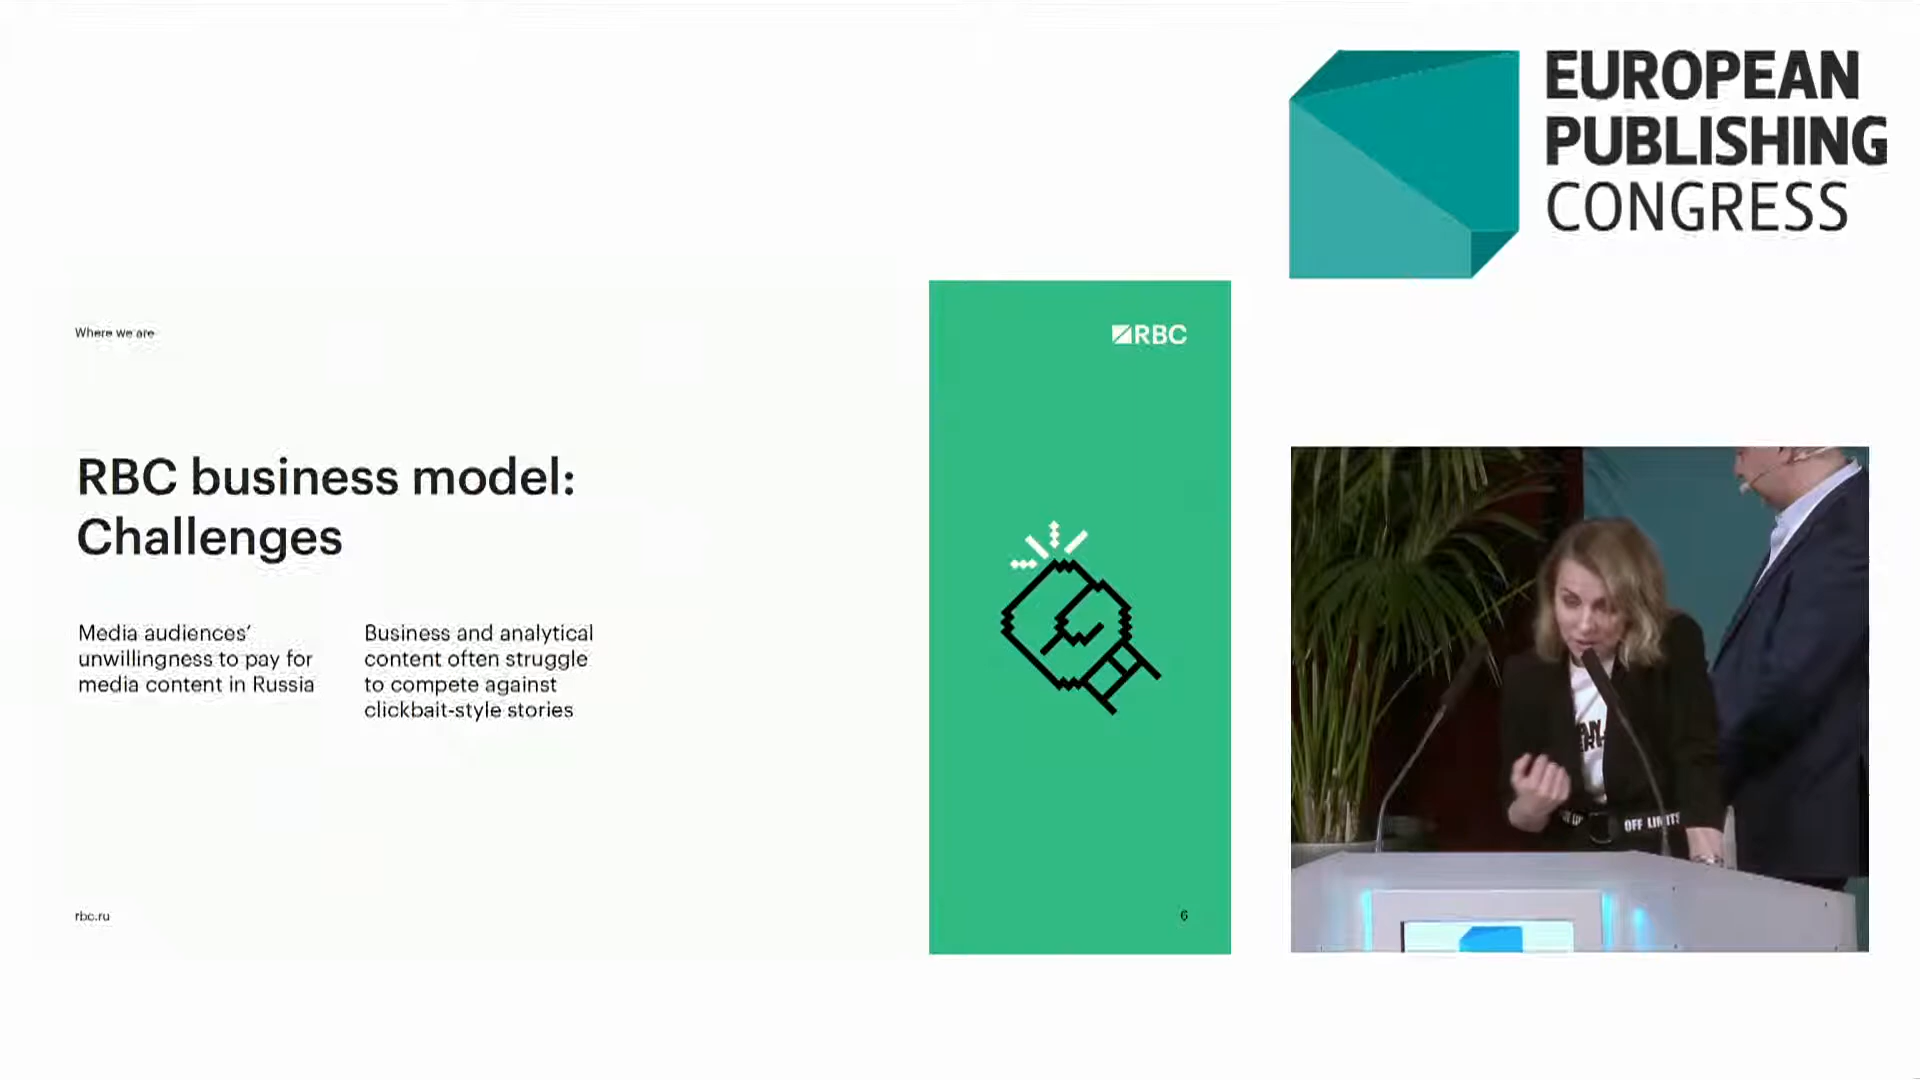 EUROPEAN
PUBLISHING
CONGRESS
Where we are
RBC
RBC business model:
Challenges
Media audiences’
unwillingness to pay for
media content in Russia
Business and analytical
content often struggle
to compete against
clickbait-style stories
rbc.ru
6
OFF LIMITS